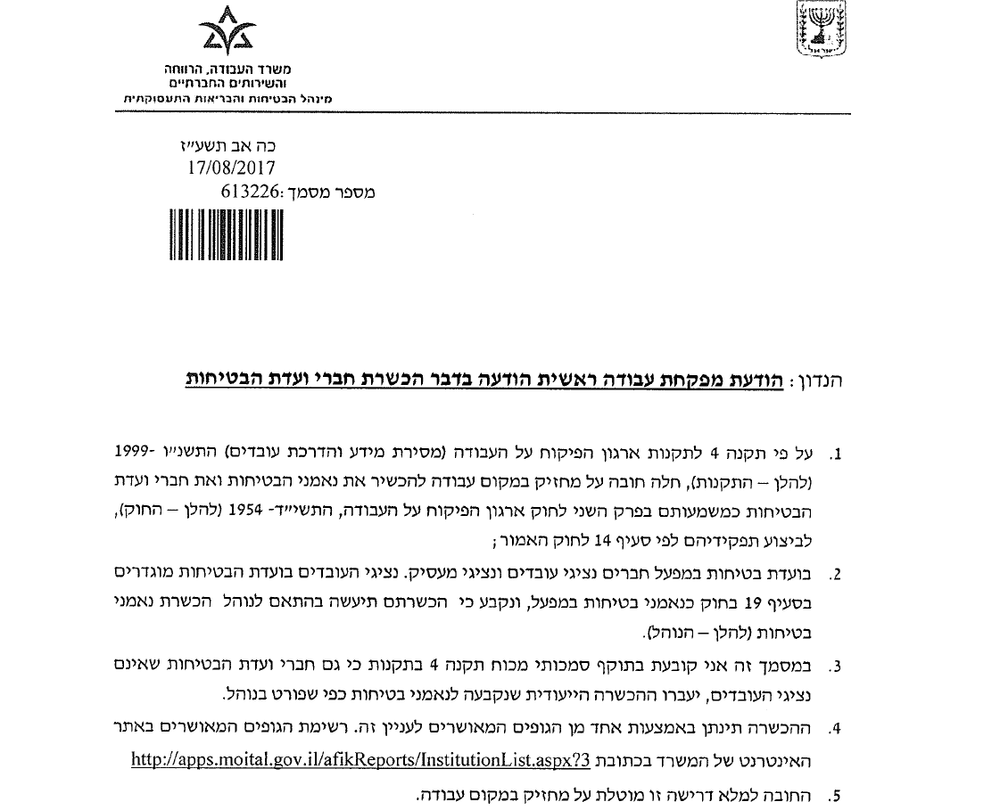 משרד העבודה, הרווחה
והשירותים החברתיים
מינהל הבטיחות והבריאות התעסוקתית
ישראל
כה אב תשע״ז
17/08/2017
מספר מסמך: 613226
הנדון: הודעת מפקחת עבודה ראשית הודעה בדבר הכשרת חברי ועדת הבטיחות
1. על פי תקנה 4 לתקנות ארגון הפיקוח על העבודה (מסירת מידע והדרכת עובדים) התשנ״ו -1999
(להלן – התקנות), חלה חובה על מחזיק במקום עבודה להכשיר את נאמני הבטיחות ואת חברי ועדת
הבטיחות כמשמעותם בפרק השני לחוק ארגון הפיקוח על העבודה, התשי״ד- 1954 (להלן – החוק),
לביצוע תפקידיהם לפי סעיף 14 לחוק האמור;
2. בועדת בטיחות במפעל חברים נציגי עובדים ונציגי מעסיק. נציגי העובדים בועדת הבטיחות מוגדרים
בסעיף 19 בחוק כנאמני בטיחות במפעל, ונקבע כי הכשרתם תיעשה בהתאם לנוהל הכשרת נאמני
בטיחות (להלן – הנוהל).
3. במסמך זה אני קובעת בתוקף סמכותי מכוח תקנה 4 בתקנות כי גם חברי ועדת הבטיחות שאינם
נציגי העובדים, יעברו ההכשרה הייעודית שנקבעה לנאמני בטיחות כפי שפורט בנוהל.
4. ההכשרה תינתן באמצעות אחד מן הגופים המאושרים לעניין זה. רשימת הגופים המאושרים באתר
האינטרנט של המשרד בכתובת http://apps.moital.gov.il/afikReports/InstitutionList.aspx?3
5. החובה למלא דרישה זו מוטלת על מחזיק במקום עבודה.